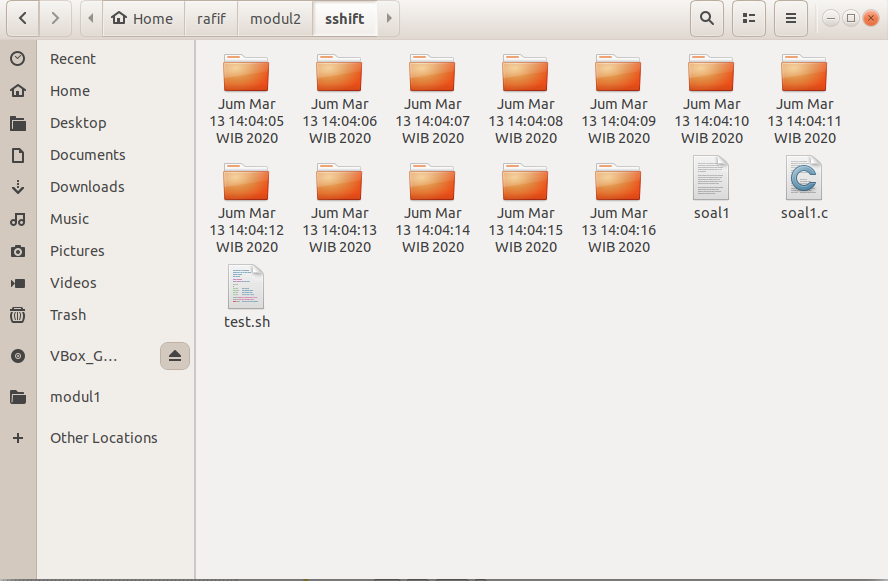 Home rafif modul2 sshift
Recent
Home
Desktop
Documents
Downloads
Music
Pictures
Videos
Trash
VBox_G…
modul1
Other Locations
Jum Mar
13 14:04:05
WIB 2020
Jum Mar
13 14:04:06
WIB 2020
Jum Mar
13 14:04:07
WIB 2020
Jum Mar
13 14:04:08
WIB 2020
Jum Mar
13 14:04:09
WIB 2020
Jum Mar
13 14:04:10
WIB 2020
Jum Mar
13 14:04:11
WIB 2020
Jum Mar
13 14:04:12
WIB 2020
Jum Mar
13 14:04:13
WIB 2020
Jum Mar
13 14:04:14
WIB 2020
Jum Mar
13 14:04:15
WIB 2020
Jum Mar
13 14:04:16
WIB 2020
soal1
soal1.c
test.sh